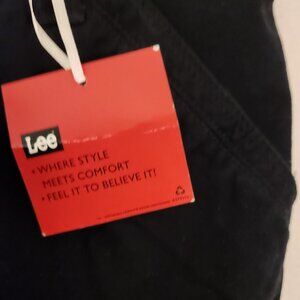 Lee
• WHERE STYLE
MEETS COMFORT
• FEEL IT TO BELIEVE IT!